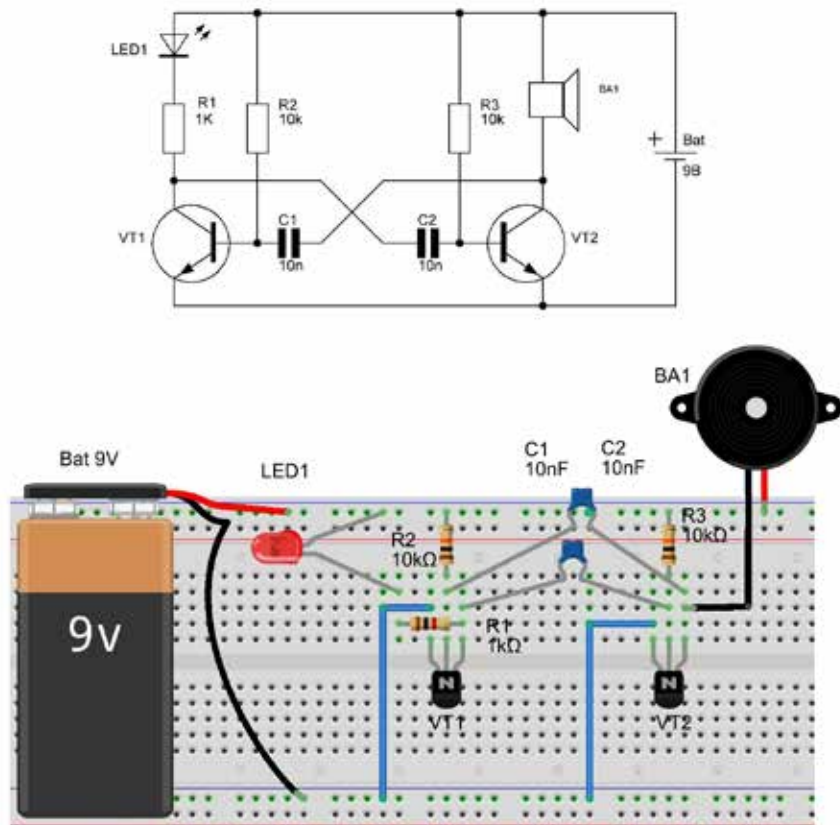 LED1
R1
1K
R2
10k
R3
10k
BA1
+
Bat
9В
VT1
C1
10n
C2
10n
VT2
BA1
Bat 9V
LED1
C1
10nF
C2
10nF
R2
10kΩ
R3
10kΩ
9v
R1
1kΩ
N
N
VT1
VT2